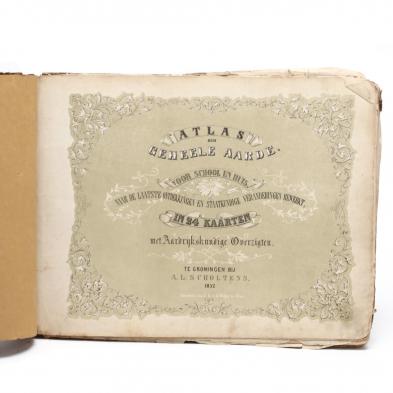 ATLAS
DER
GEHEELE AARDE.
VOOR SCHOOL EN HUIS,
NAAR DE LAATSTE ONTDEKKINGEN EN STAATKUNDIGE VERANDERINGEN BEWERKT,
IN 24 KAARTEN
met Aardrijkskundige Overzigten.
TE GRONINGEN BIJ
A. L. SCHOLTENS.
1852